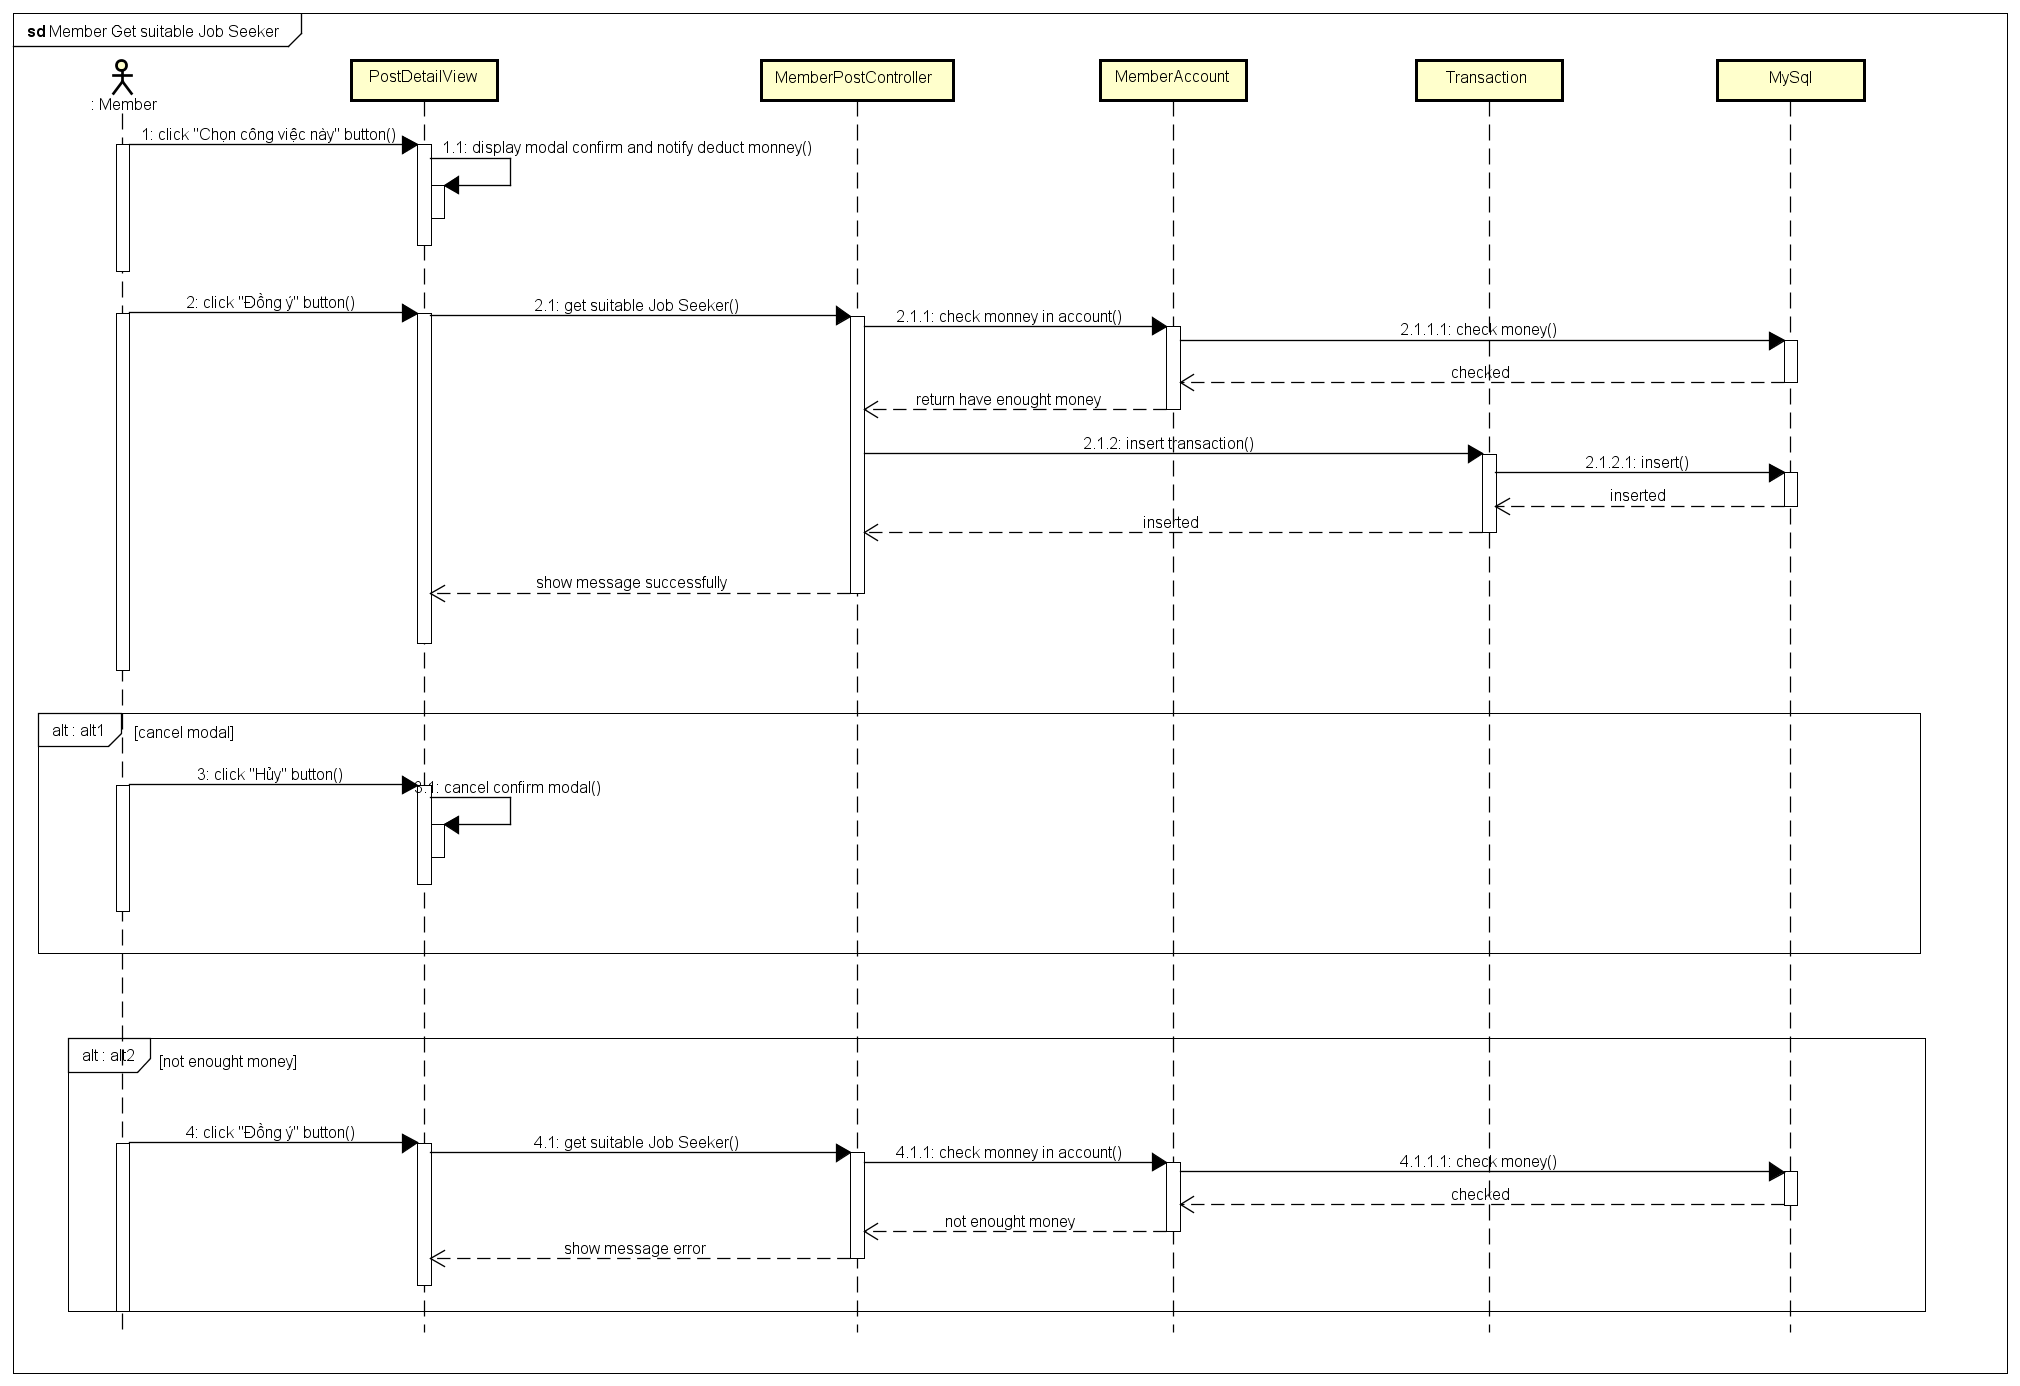 sd Member Get suitable Job Seeker
: Member
PostDetailView
MemberPostController
MemberAccount
Transaction
MySql
1: click "Chọn công việc này" button()
1.1: display modal confirm and notify deduct monney()
2: click "Đồng ý" button()
2.1: get suitable Job Seeker()
2.1.1: check monney in account()
2.1.1.1: check money()
checked
return have enought money
2.1.2: insert transaction()
2.1.2.1: insert()
inserted
inserted
show message successfully
alt : alt1
[cancel modal]
3: click "Hủy" button()
3.1: cancel confirm modal()
alt : alt2
[not enought money]
4: click "Đồng ý" button()
4.1: get suitable Job Seeker()
4.1.1: check monney in account()
4.1.1.1: check money()
checked
not enought money
show message error